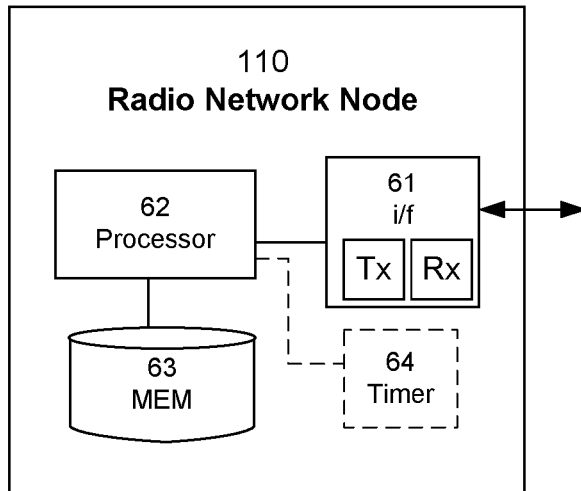 110
Radio Network Node
62
Processor
61
i/f
Tx Rx
63
MEM
64
Timer